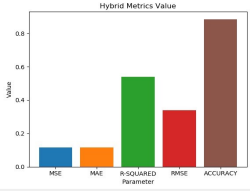 Hybrid Metrics Value
Value
0.8
0.6
0.4
0.2
0.0
MSE MAE R-SQUARED RMSE ACCURACY
Parameter